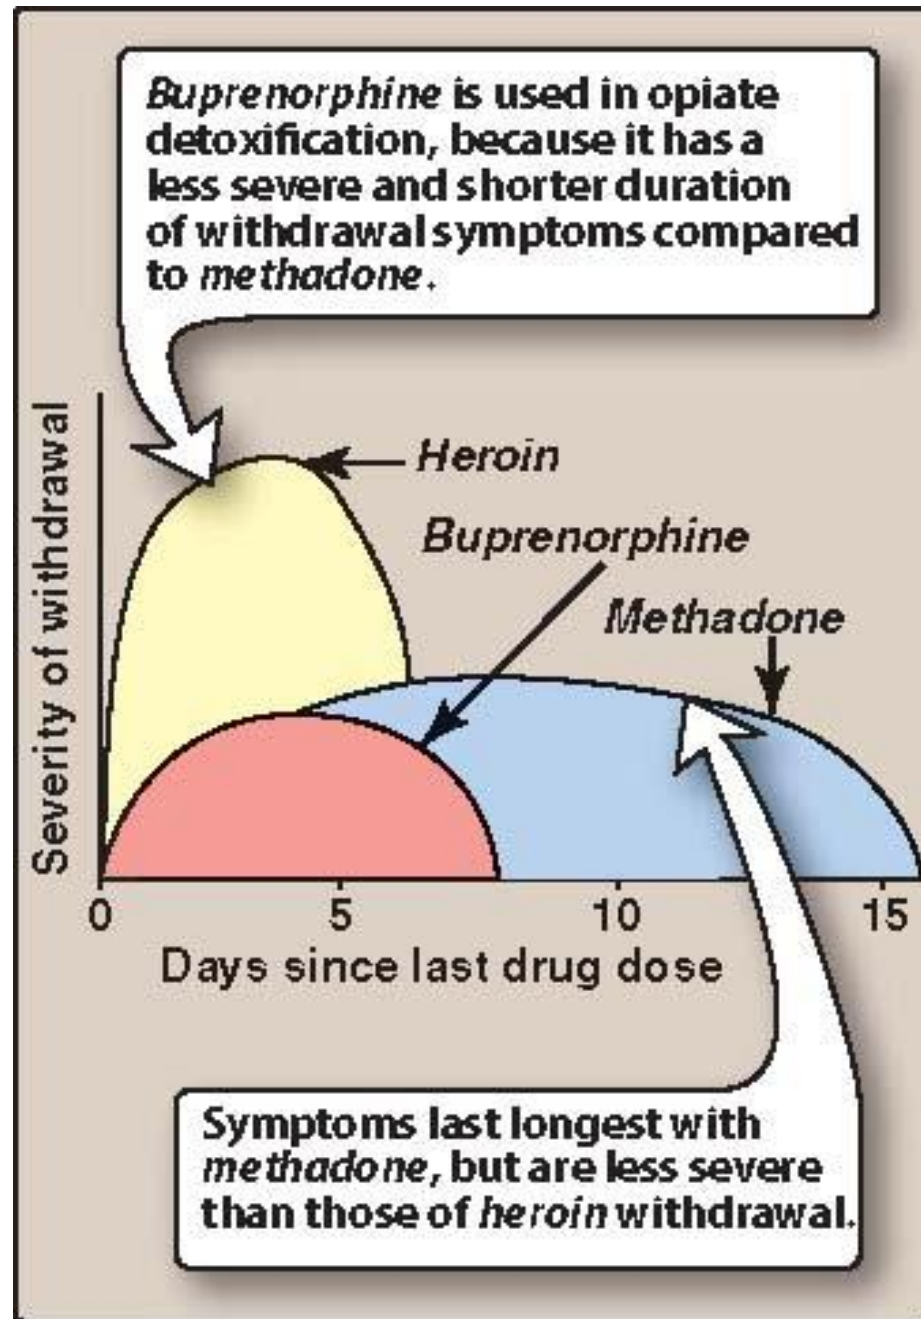 Buprenorphine is used in opiate
detoxification, because it has a
less severe and shorter duration
of withdrawal symptoms compared
to methadone.
Severity of withdrawal
Heroin
Buprenorphine
Methadone
0 5 10 15
Days since last drug dose
Symptoms last longest with
methadone, but are less severe
than those of heroin withdrawal.